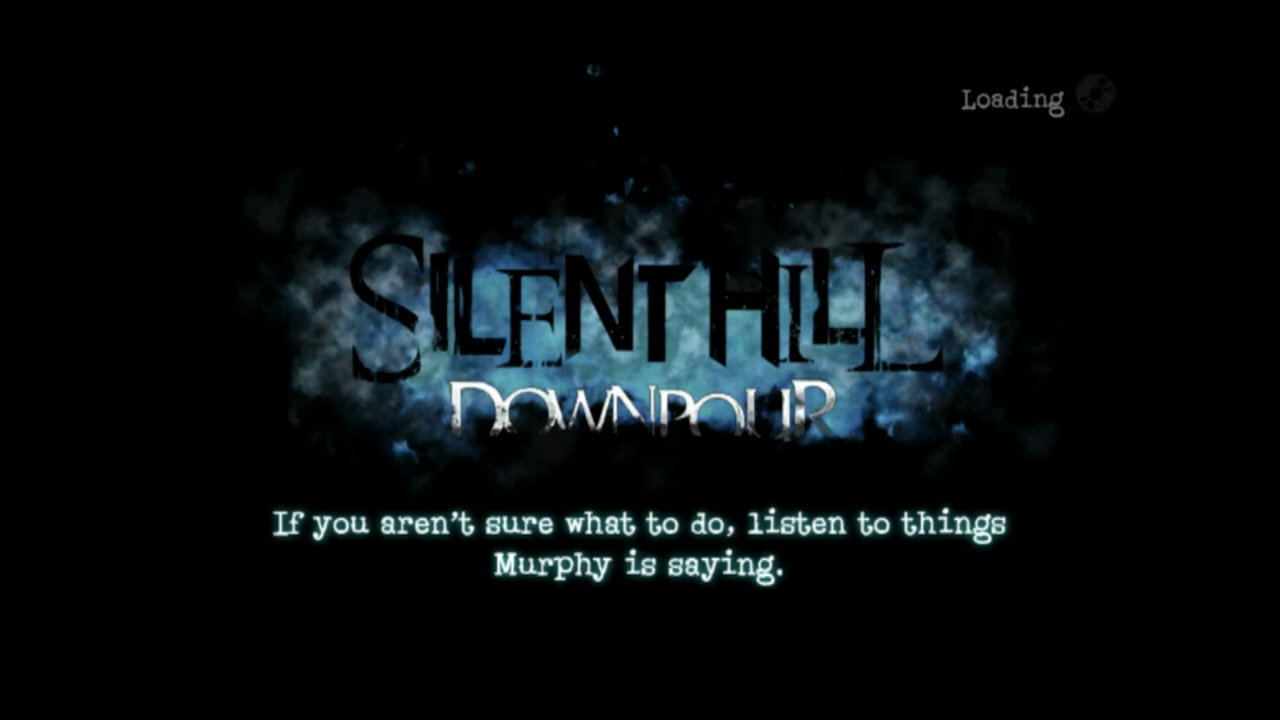 Loading
SILENT HILL
DOWNPOUR
If you aren't sure what to do, listen to things
Murphy is saying.